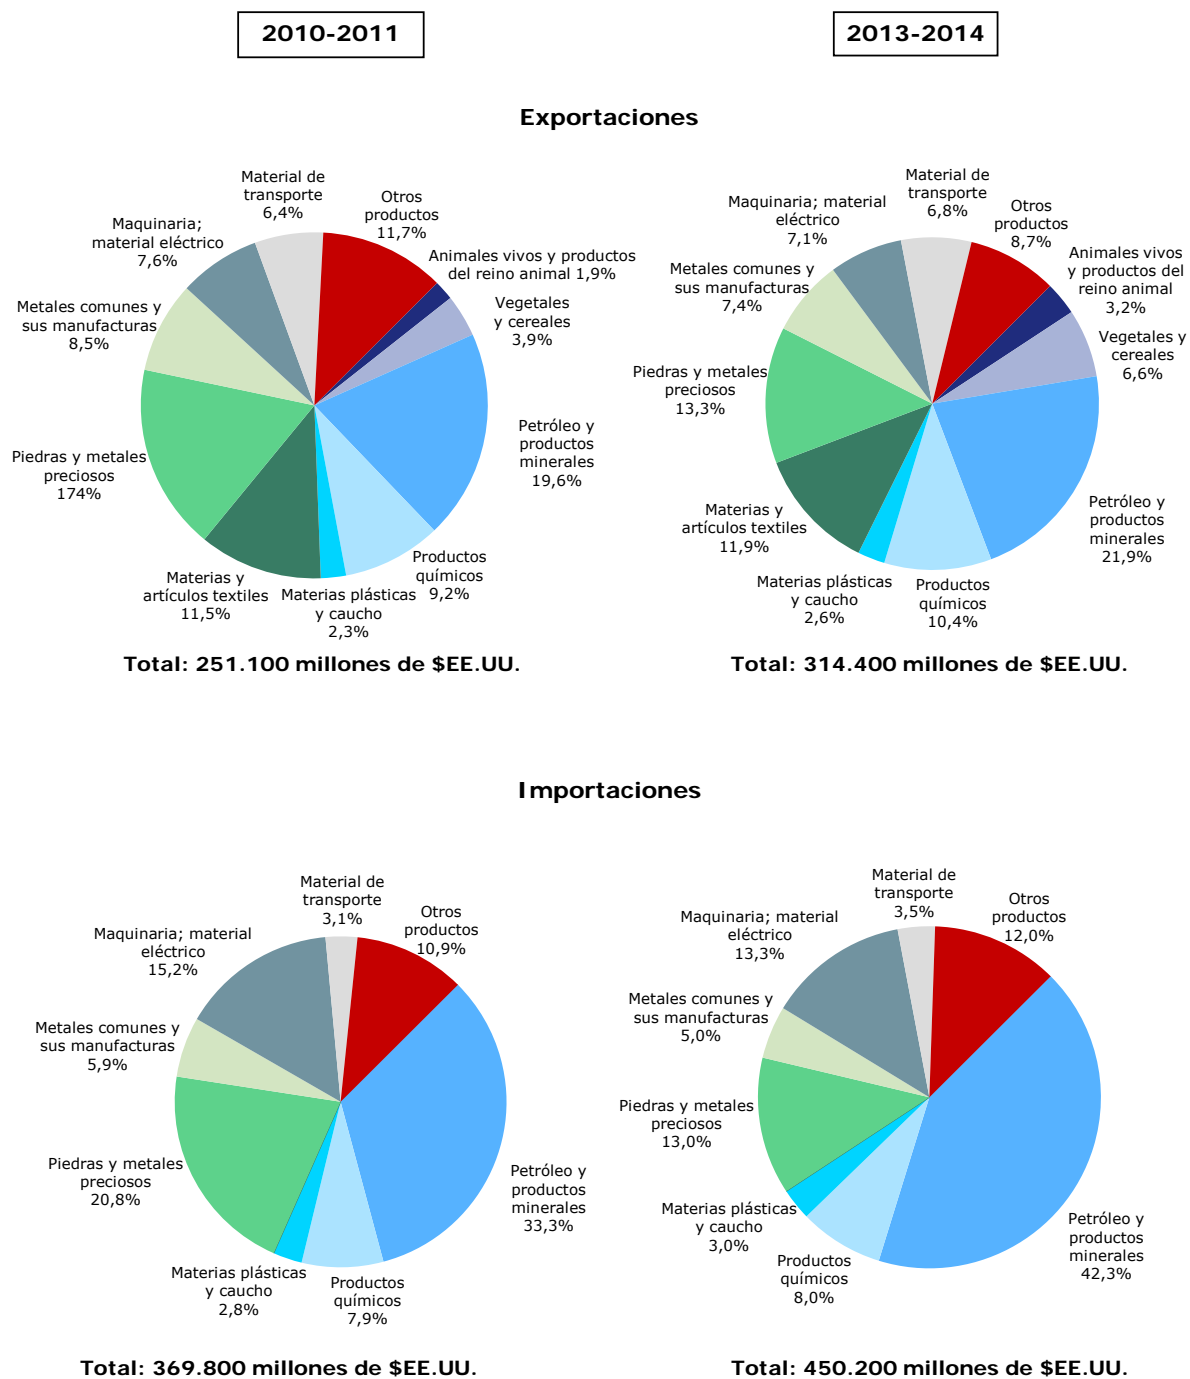 2010-2011
2013-2014
Exportaciones
Material de
transporte
6,4%
Otros
productos
11,7%
Animales vivos y productos
del reino animal 1,9%
Vegetales
y cereales
3,9%
Petróleo y
productos
minerales
19,6%
Productos
químicos
9,2%
Materias plásticas
y caucho
2,3%
Materias y
artículos textiles
11,5%
Piedras y metales
preciosos
174%
Metales comunes y
sus manufacturas
8,5%
Maquinaria;
material eléctrico
7,6%
Total: 251.100 millones de $EE.UU.
Material de
transporte
6,8%
Otros
productos
8,7%
Animales vivos
y productos del
reino animal
3,2%
Vegetales y
cereales
6,6%
Petróleo y
productos
minerales
21,9%
Productos
químicos
10,4%
Materias plásticas
y caucho
2,6%
Materias y
artículos textiles
11,9%
Piedras y metales
preciosos
13,3%
Metales comunes y
sus manufacturas
7,4%
Maquinaria; material
eléctrico
7,1%
Total: 314.400 millones de $EE.UU.
Importaciones
Material de
transporte
3,1%
Otros
productos
10,9%
Petróleo y
productos
minerales
33,3%
Productos
químicos
7,9%
Materias plásticas
y caucho
2,8%
Piedras y metales
preciosos
20,8%
Metales comunes y
sus manufacturas
5,9%
Maquinaria; material
eléctrico
15,2%
Total: 369.800 millones de $EE.UU.
Material de
transporte
3,5%
Otros
productos
12,0%
Petróleo y
productos
minerales
42,3%
Productos
químicos
8,0%
Materias plásticas
y caucho
3,0%
Piedras y metales
preciosos
13,0%
Metales comunes y
sus manufacturas
5,0%
Maquinaria; material
eléctrico
13,3%
Total: 450.200 millones de $EE.UU.